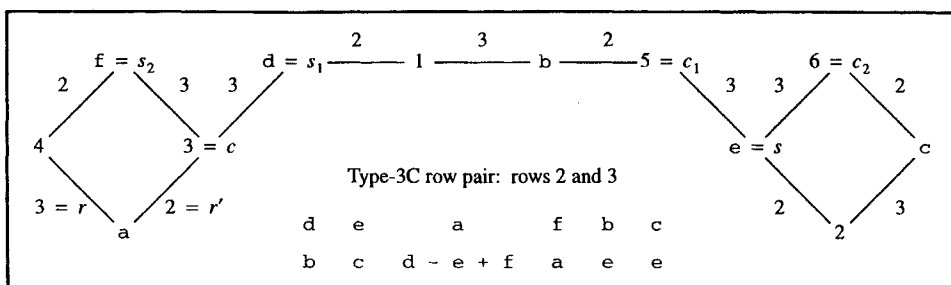 2 3 2
f = s₂ d = s₁ 1 b 5 = c₁ 6 = c₂
2 3 3 3 3 2
4 3 = c e = s c
Type-3C row pair: rows 2 and 3
3 = r 2 = r′ 2 3
a 2
d e a f b c
b c d - e + f a e e